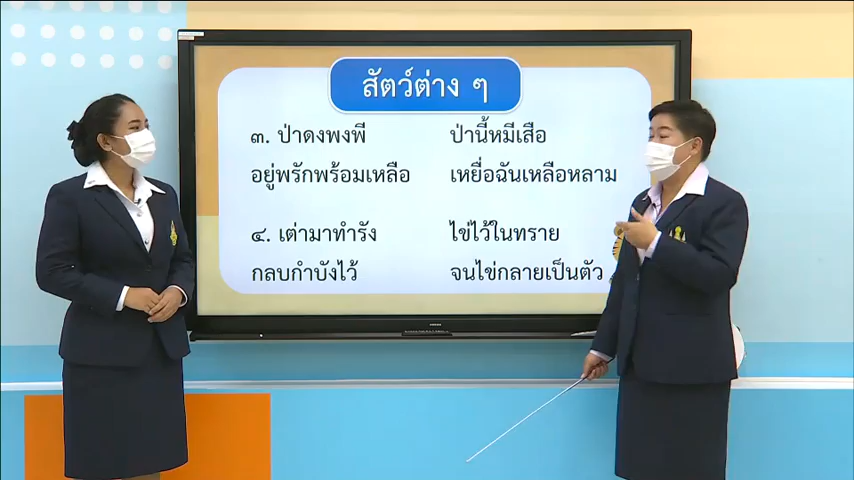 สัตว์ต่าง ๆ
๓. ป่าดงพงพี ป่านี้หมีเสือ
อยู่พรักพร้อมเหลือ เหยื่อฉันเหลือหลาม
๔. เต่ามาทำรัง ไข่ไว้ในทราย
กลบกำบังไว้ จนไข่กลายเป็นตัว